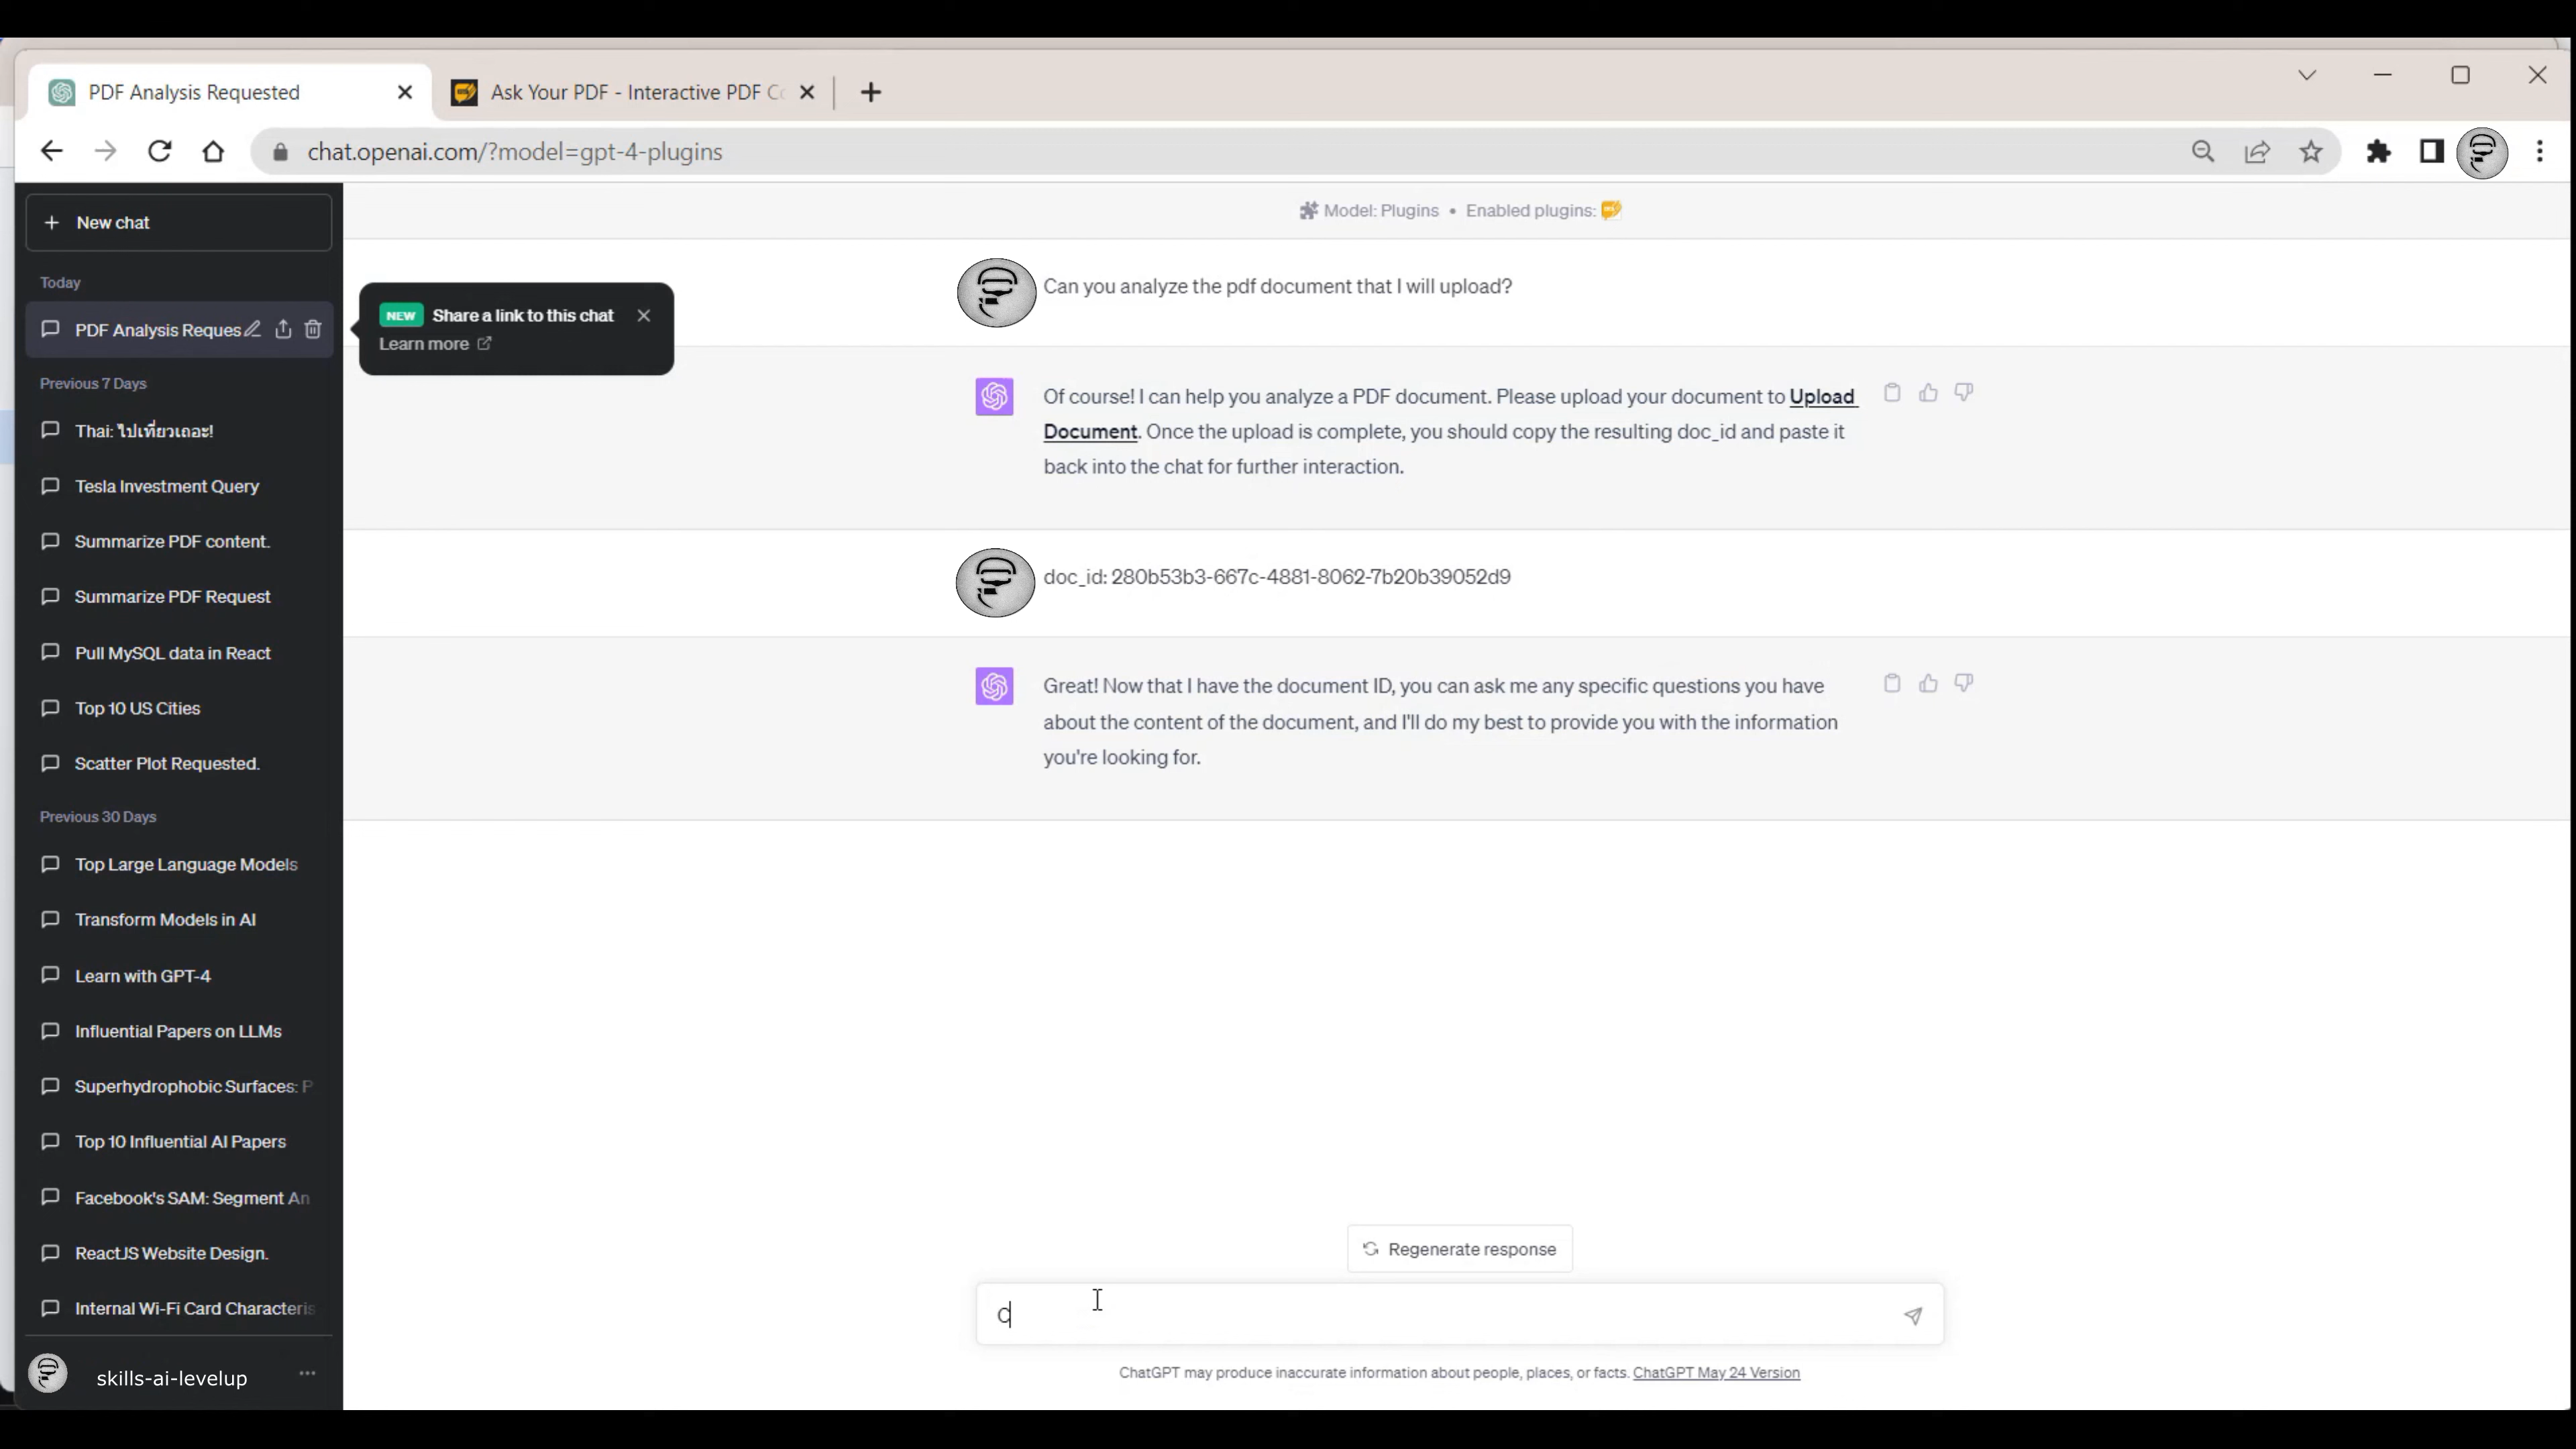 PDF Analysis Requested
Ask Your PDF - Interactive PDF Co
chat.openai.com/?model=gpt-4-plugins
New chat
Today
PDF Analysis Reques
Previous 7 Days
Thai: ไปเที่ยวเถอะ!
Tesla Investment Query
Summarize PDF content.
Summarize PDF Request
Pull MySQL data in React
Top 10 US Cities
Scatter Plot Requested.
Previous 30 Days
Top Large Language Models
Transform Models in AI
Learn with GPT-4
Influential Papers on LLMs
Superhydrophobic Surfaces: P
Top 10 Influential AI Papers
Facebook's SAM: Segment An
ReactJS Website Design.
Internal Wi-Fi Card Characteris
skills-ai-levelup
NEW Share a link to this chat
Learn more
Model: Plugins • Enabled plugins:
Can you analyze the pdf document that I will upload?
Of course! I can help you analyze a PDF document. Please upload your document to Upload
Document. Once the upload is complete, you should copy the resulting doc_id and paste it
back into the chat for further interaction.
doc_id: 280b53b3-667c-4881-8062-7b20b39052d9
Great! Now that I have the document ID, you can ask me any specific questions you have
about the content of the document, and I'll do my best to provide you with the information
you're looking for.
Regenerate response
C
ChatGPT may produce inaccurate information about people, places, or facts. ChatGPT May 24 Version